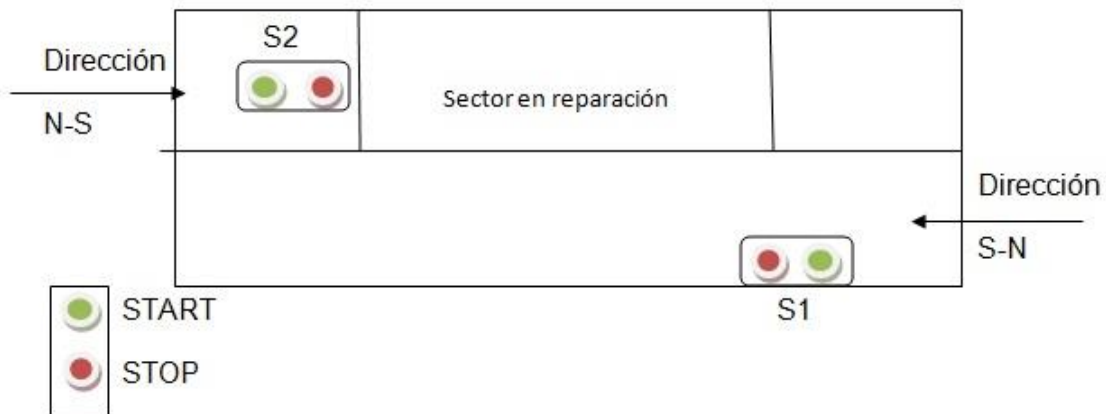 Dirección
N-S
S2
Sector en reparación
Dirección
S-N
S1
START
STOP